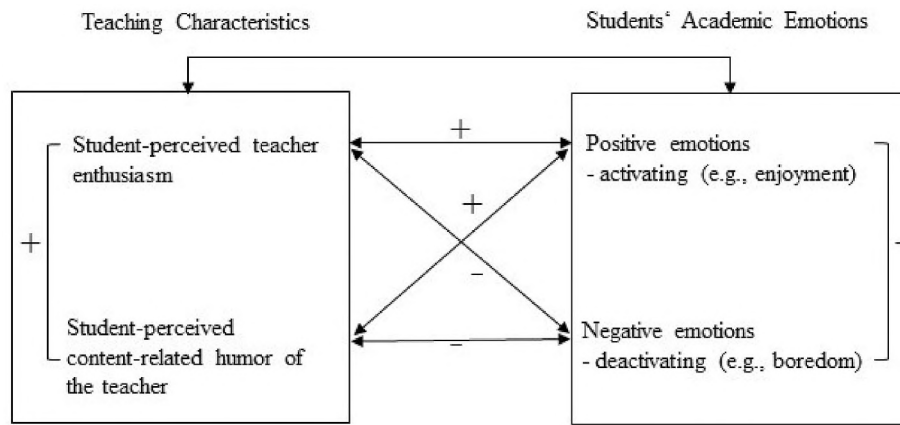 Teaching Characteristics
Students‘ Academic Emotions
Student-perceived teacher
enthusiasm
+
Student-perceived
content-related humor of
the teacher
+
+
-
-
Positive emotions
- activating (e.g., enjoyment)
Negative emotions
- deactivating (e.g., boredom)
-